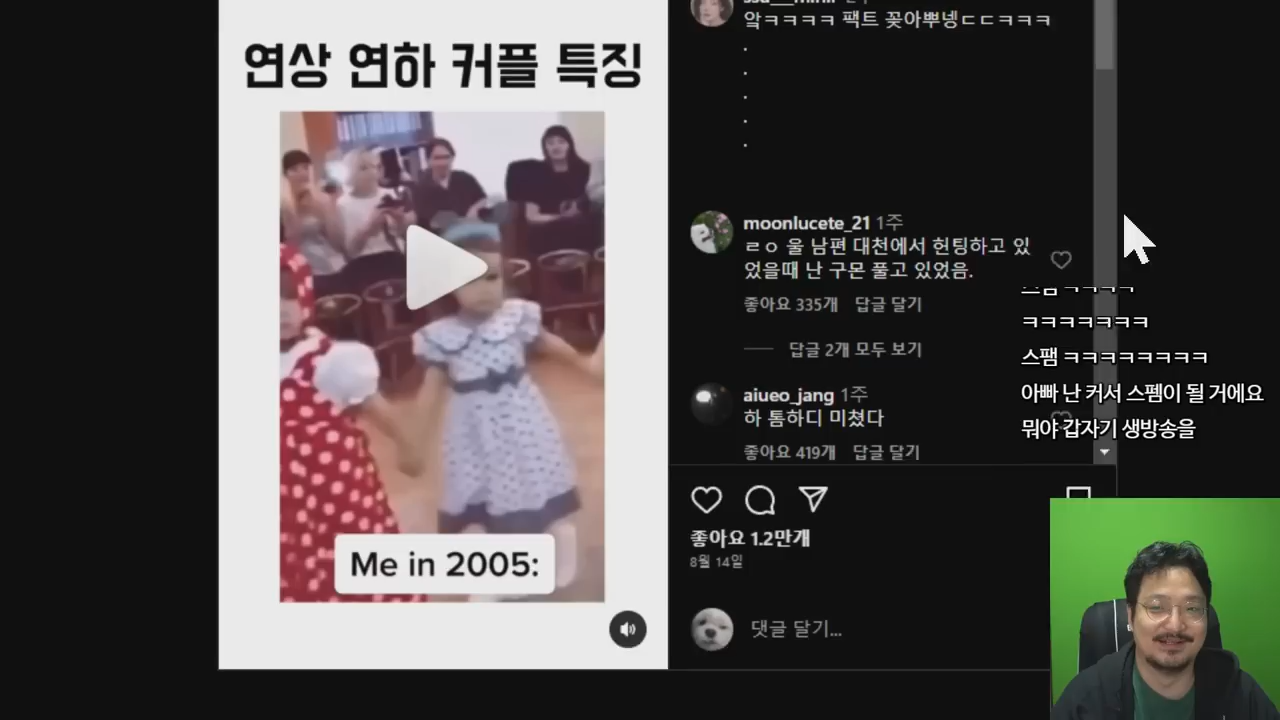 연상 연하 커플 특징
Me in 2005:
앜ㅋㅋㅋㅋ 팩트 꽂아뿌넹ㄷㄷㅋㅋㅋ
.
.
.
.
.
moonlucete_21 1주
ㄹㅇ 울 남편 대천에서 헌팅하고 있
었을때 난 구몬 풀고 있었음.
좋아요 335개 답글 달기
답글 2개 모두 보기
aiueo_jang 1주
하 톰하디 미쳤다
좋아요 419개 답글 달기
좋아요 1.2만개
8월 14일
댓글 달기...
ㅋㅋㅋㅋㅋㅋㅋ
스팸 ㅋㅋㅋㅋㅋㅋㅋㅋ
아빠 난 커서 스펨이 될 거에요
뭐야 갑자기 생방송을